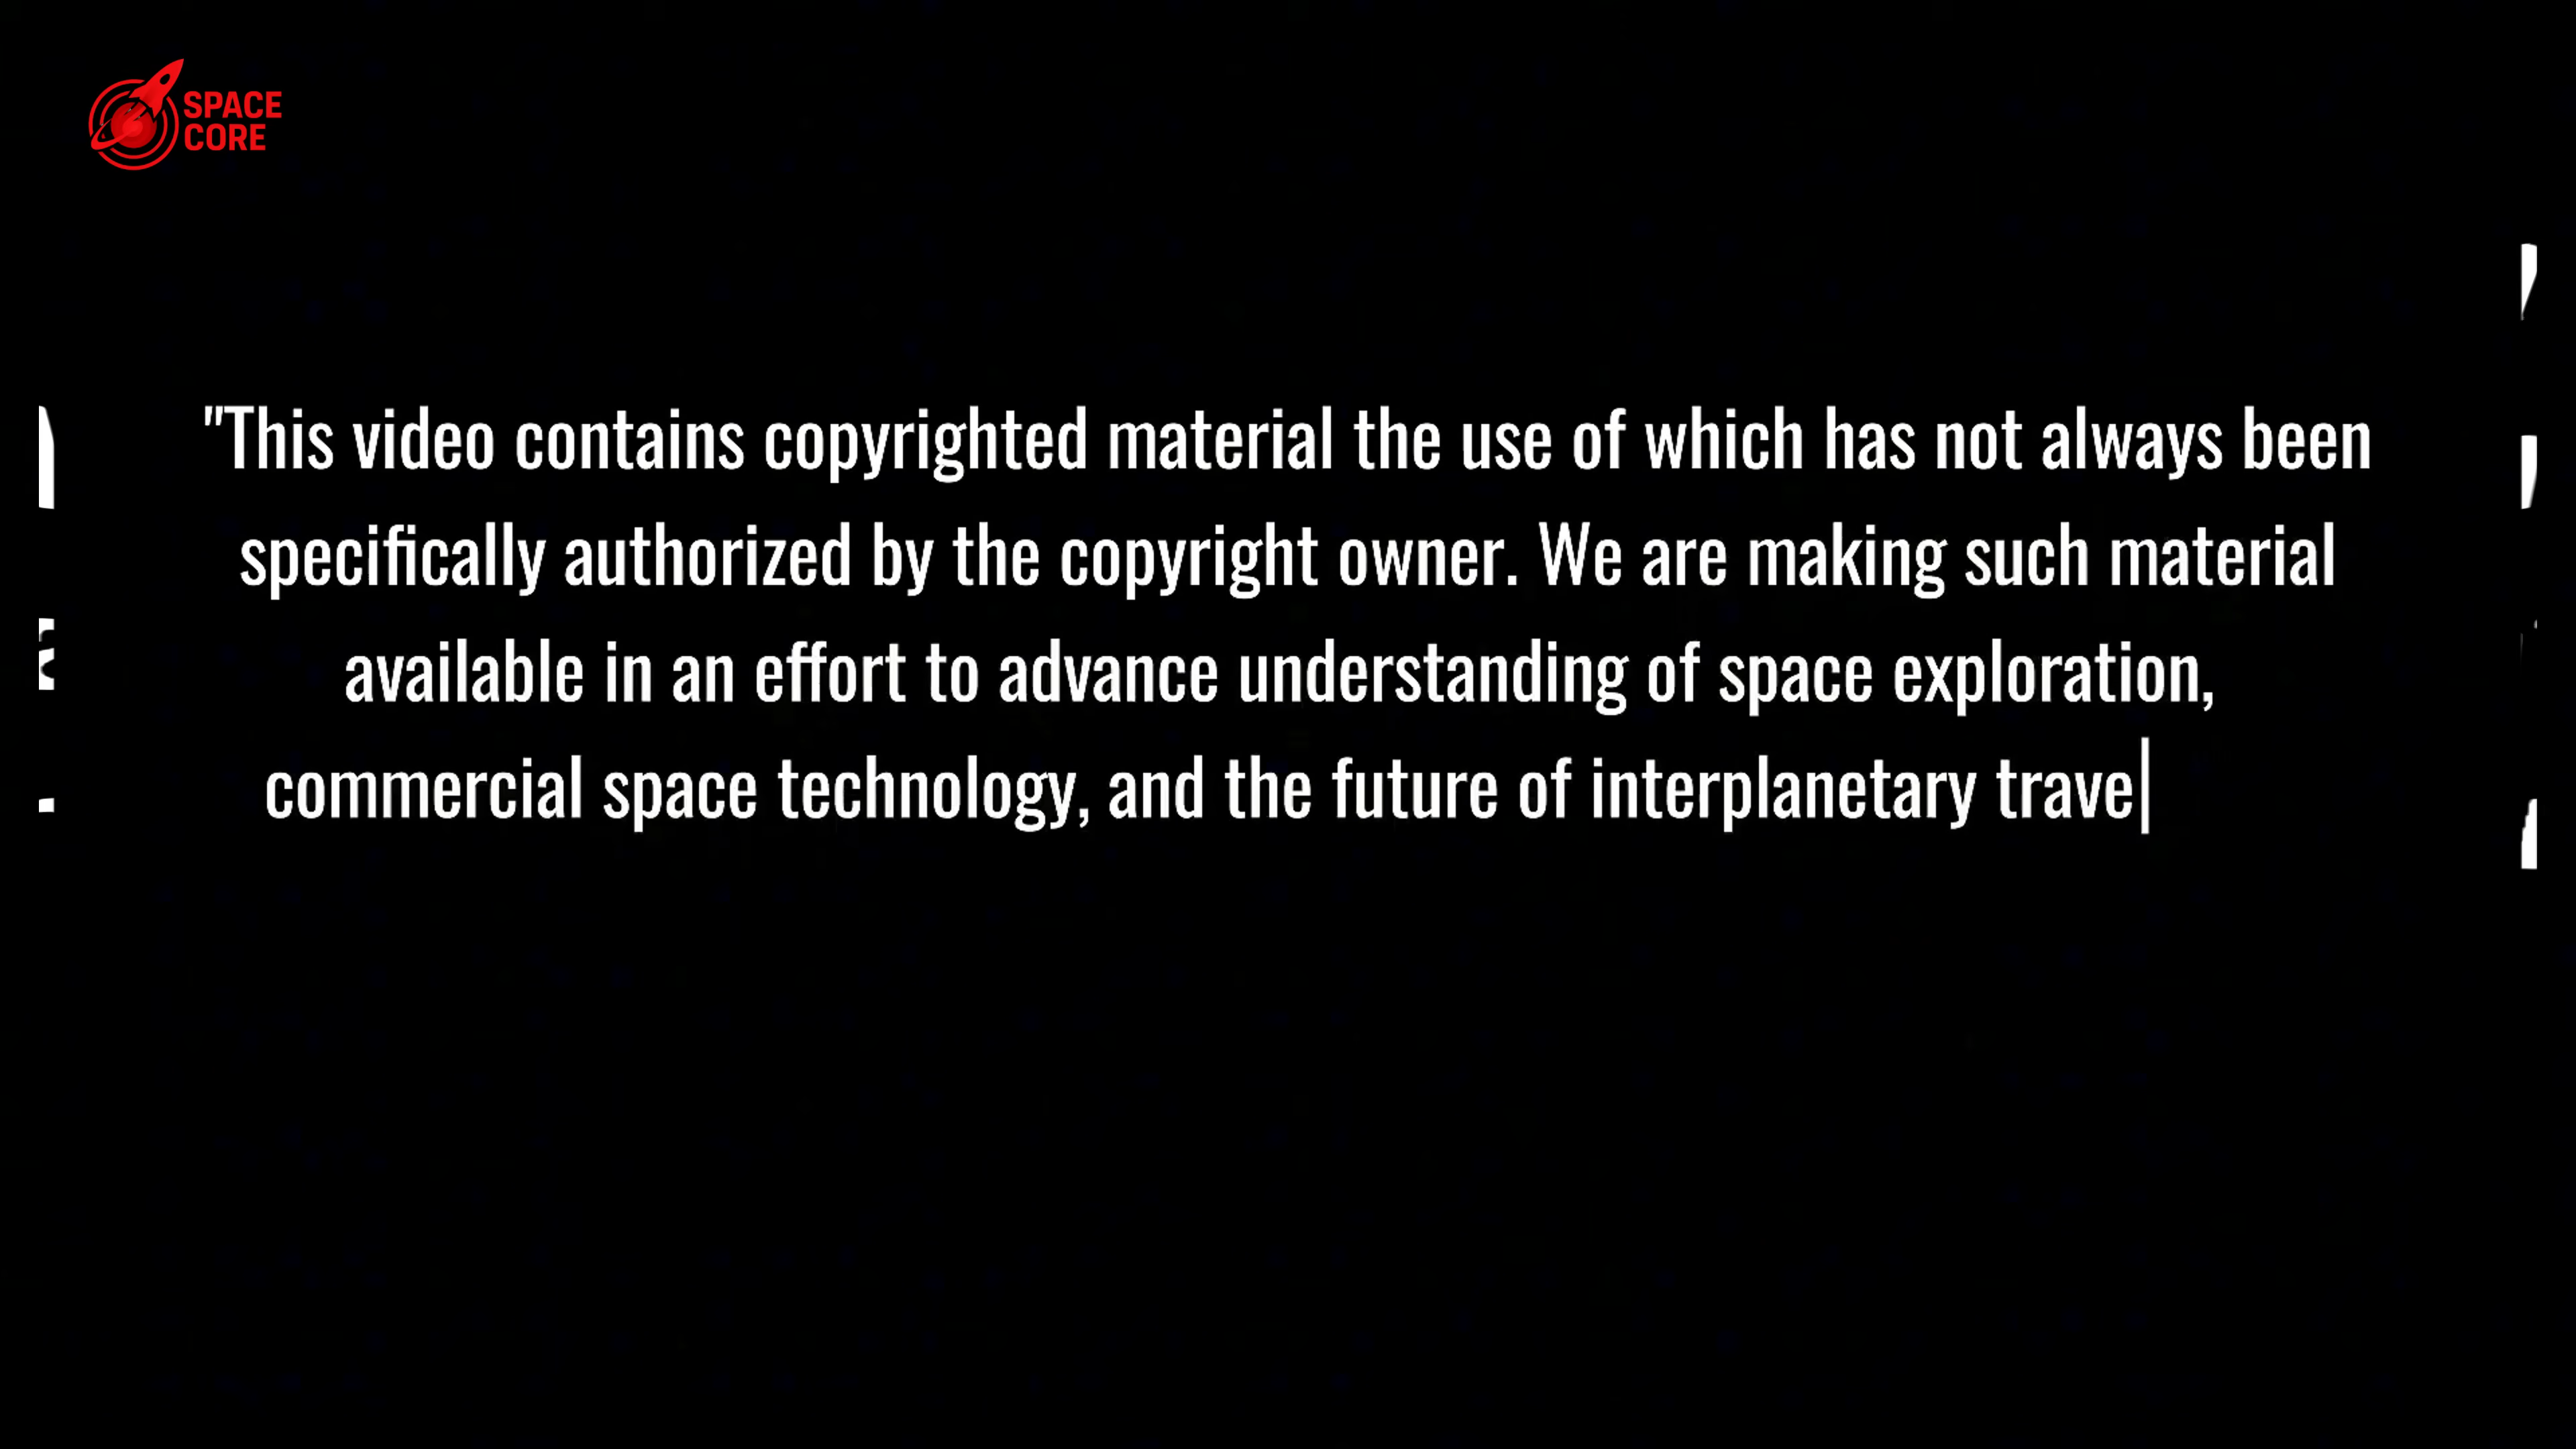 SPACE
CORE
"This video contains copyrighted material the use of which has not always been
specifically authorized by the copyright owner. We are making such material
available in an effort to advance understanding of space exploration,
commercial space technology, and the future of interplanetary trave